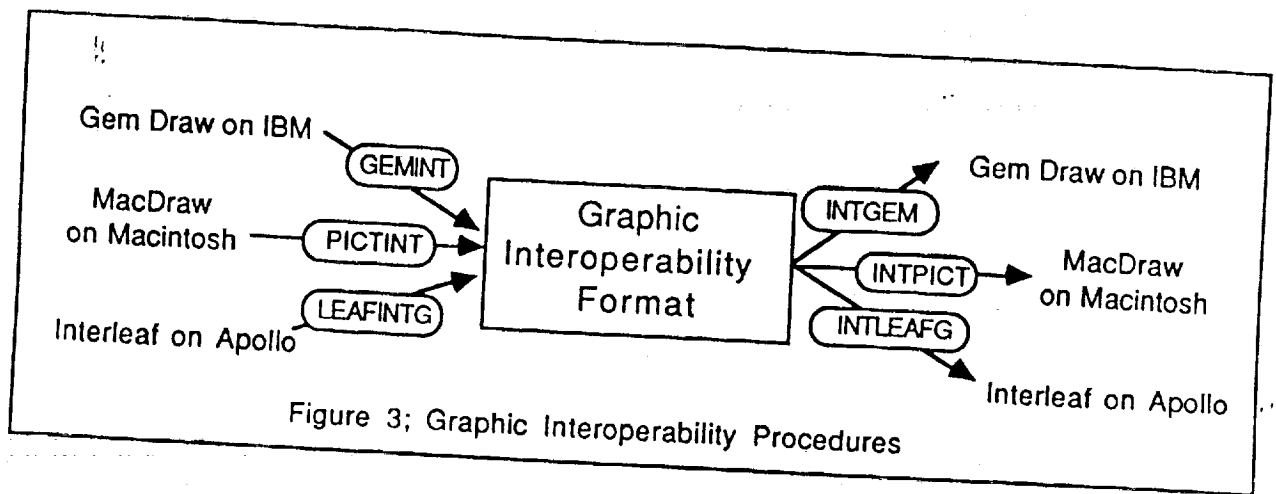 Gem Draw on IBM
GEMINT
MacDraw
on Macintosh
PICTINT
Interleaf on Apollo
LEAFINTG
Graphic
Interoperability
Format
INTGEM
Gem Draw on IBM
INTPICT
MacDraw
on Macintosh
INTLEAFG
Interleaf on Apollo
Figure 3; Graphic Interoperability Procedures